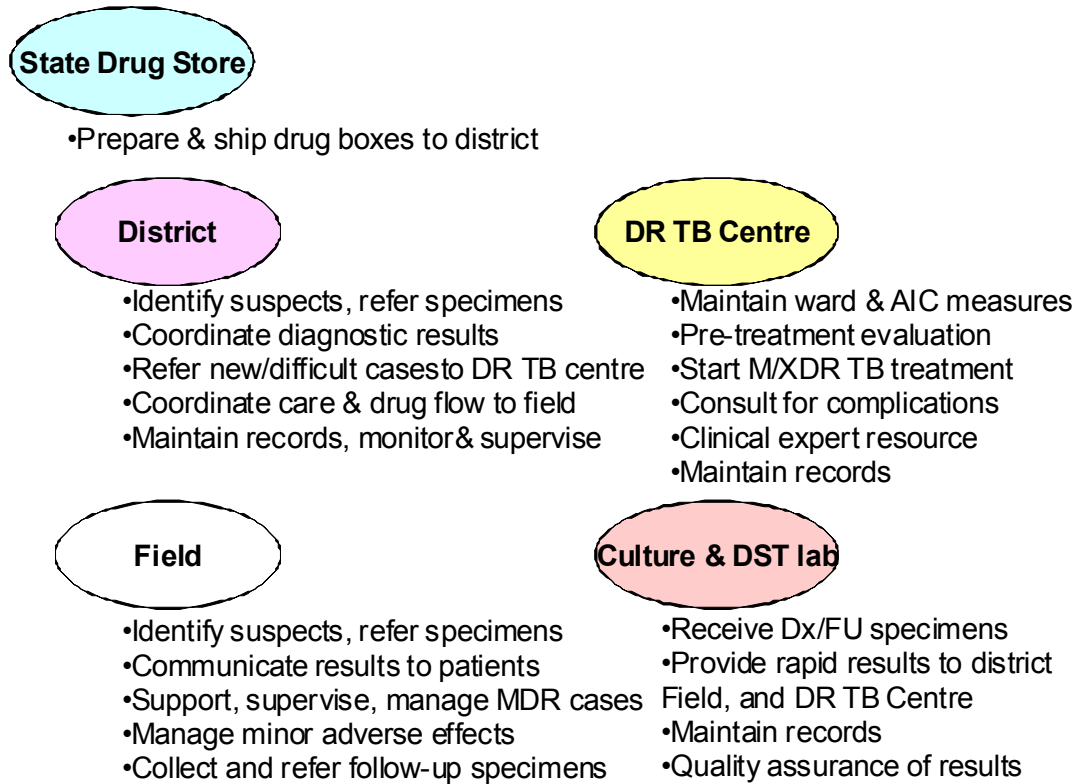 State Drug Store
•Prepare & ship drug boxes to district
District
•Identify suspects, refer specimens
•Coordinate diagnostic results
•Refer new/difficult casesto DR TB centre
•Coordinate care & drug flow to field
•Maintain records, monitor& supervise
DR TB Centre
•Maintain ward & AIC measures
•Pre-treatment evaluation
•Start M/XDR TB treatment
•Consult for complications
•Clinical expert resource
•Maintain records
Field
•Identify suspects, refer specimens
•Communicate results to patients
•Support, supervise, manage MDR cases
•Manage minor adverse effects
•Collect and refer follow-up specimens
Culture & DST lab
•Receive Dx/FU specimens
•Provide rapid results to district
Field, and DR TB Centre
•Maintain records
•Quality assurance of results